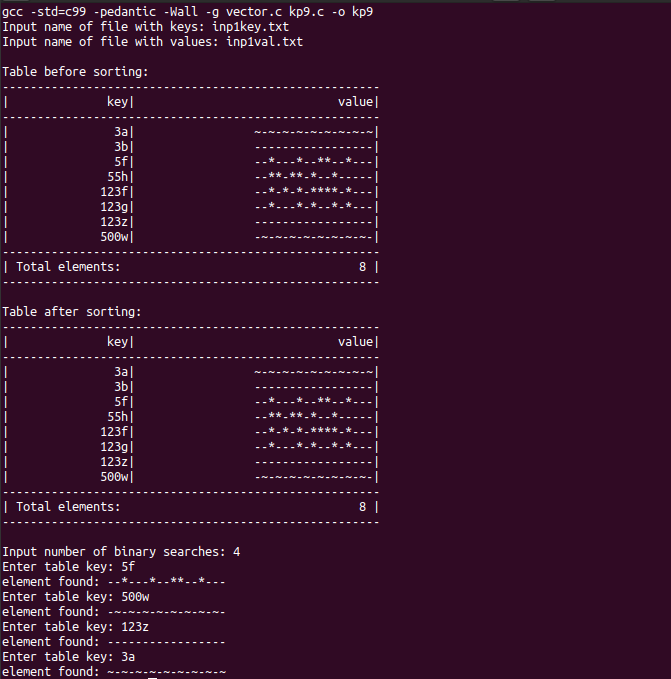 gcc -std=c99 -pedantic -Wall -g vector.c kp9.c -o kp9
Input name of file with keys: inp1key.txt
Input name of file with values: inp1val.txt

Table before sorting:
------------------------------------------------------
|              key|                             value|
------------------------------------------------------
|               3a|                 ~-~-~-~-~-~-~-~-~|
|               3b|                 -----------------|
|               5f|                 --*---*--**--*---|
|              55h|                 --**-**-*--*-----|
|             123f|                 --*-*-*-****-*---|
|             123g|                 --*---*-*--*-*---|
|             123z|                 -----------------|
|             500w|                 -~-~-~-~-~-~-~-~-|
------------------------------------------------------
| Total elements:                                  8 |
------------------------------------------------------

Table after sorting:
------------------------------------------------------
|              key|                             value|
------------------------------------------------------
|               3a|                 ~-~-~-~-~-~-~-~-~|
|               3b|                 -----------------|
|               5f|                 --*---*--**--*---|
|              55h|                 --**-**-*--*-----|
|             123f|                 --*-*-*-****-*---|
|             123g|                 --*---*-*--*-*---|
|             123z|                 -----------------|
|             500w|                 -~-~-~-~-~-~-~-~-|
------------------------------------------------------
| Total elements:                                  8 |
------------------------------------------------------

Input number of binary searches: 4
Enter table key: 5f
element found: --*---*--**--*---
Enter table key: 500w
element found: -~-~-~-~-~-~-~-~-
Enter table key: 123z
element found: -----------------
Enter table key: 3a
element found: ~-~-~-~-~-~-~-~-~